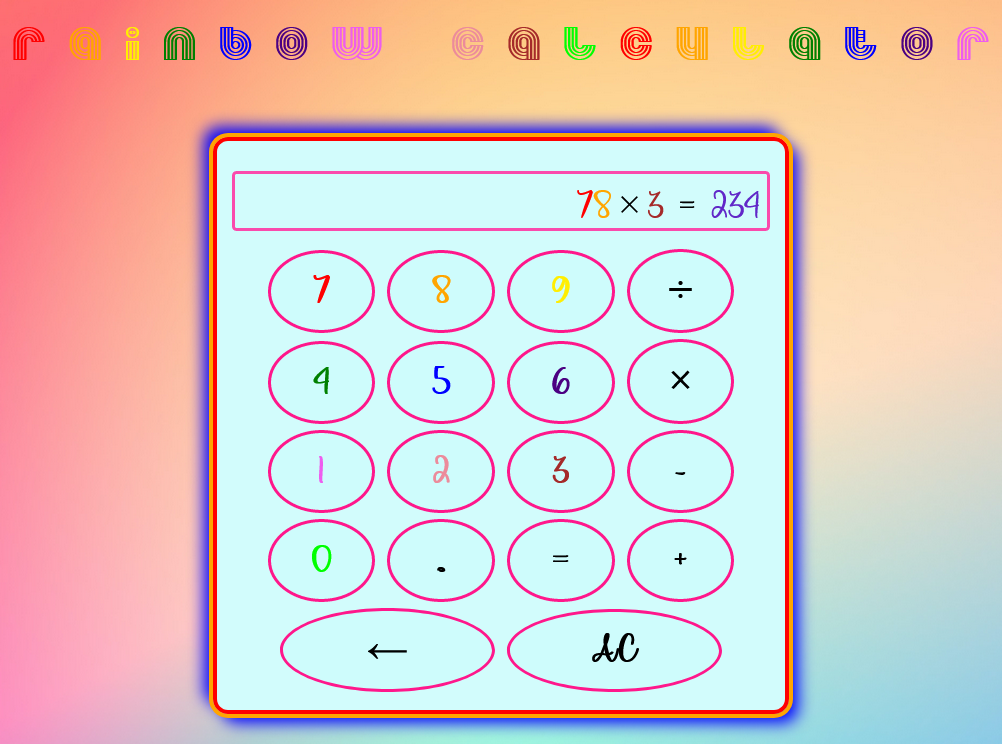 rainbow calculator
78×3 = 234
7 8 9 ÷
4 5 6 ×
1 2 3 -
0 . = +
← AC